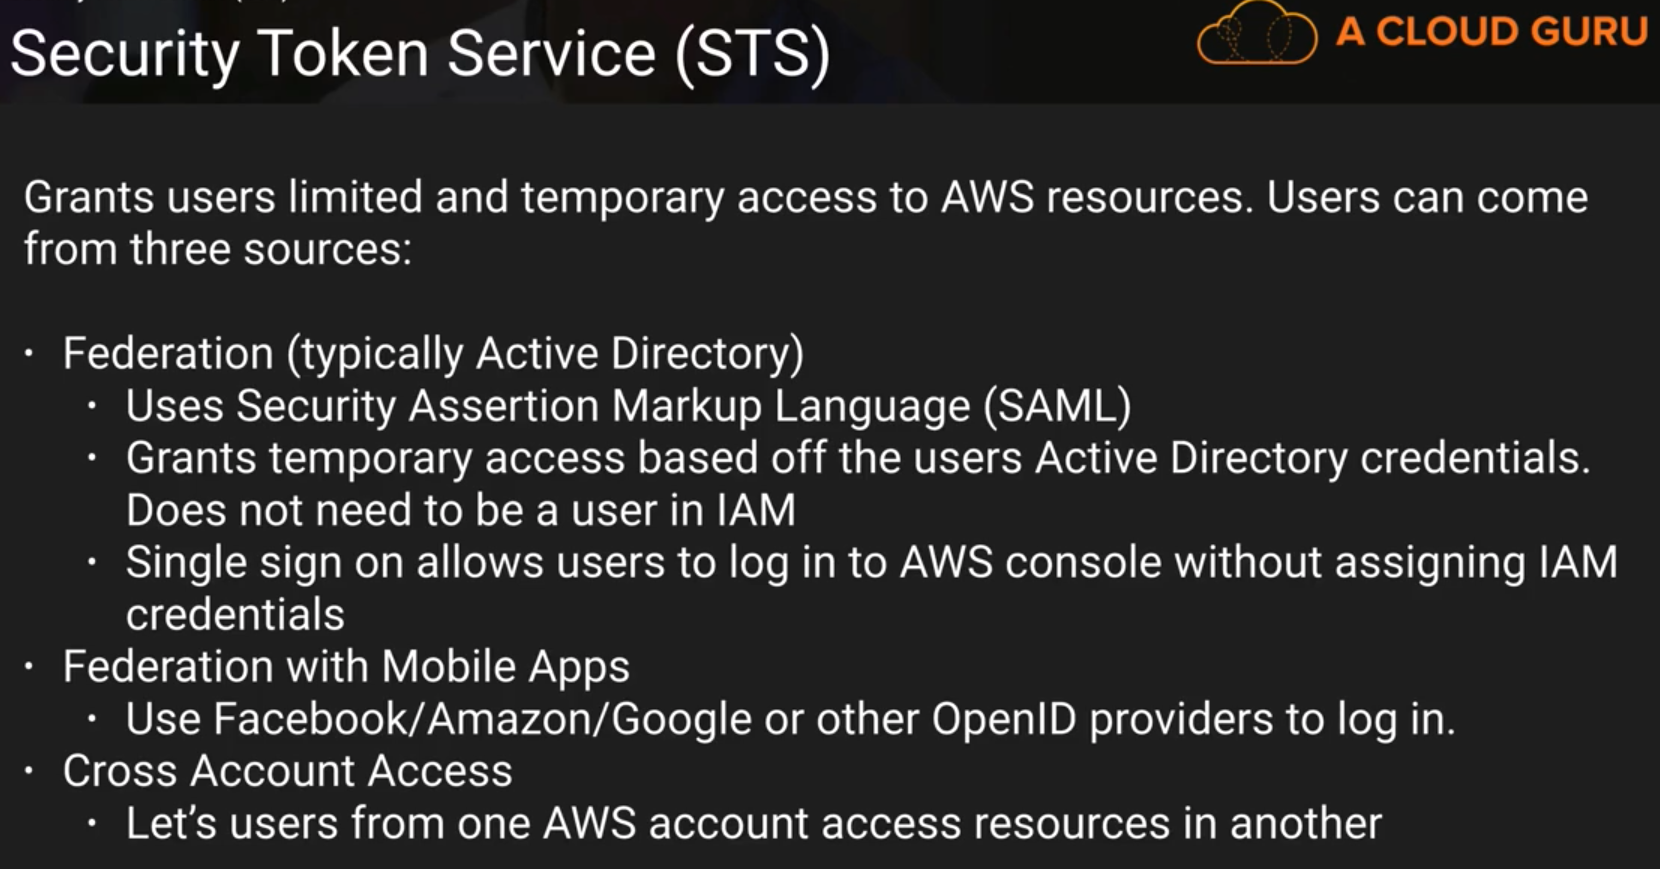 Security Token Service (STS)
A CLOUD GURU
Grants users limited and temporary access to AWS resources. Users can come
from three sources:
· Federation (typically Active Directory)
· Uses Security Assertion Markup Language (SAML)
· Grants temporary access based off the users Active Directory credentials.
Does not need to be a user in IAM
· Single sign on allows users to log in to AWS console without assigning IAM
credentials
· Federation with Mobile Apps
· Use Facebook/Amazon/Google or other OpenID providers to log in.
· Cross Account Access
· Let’s users from one AWS account access resources in another